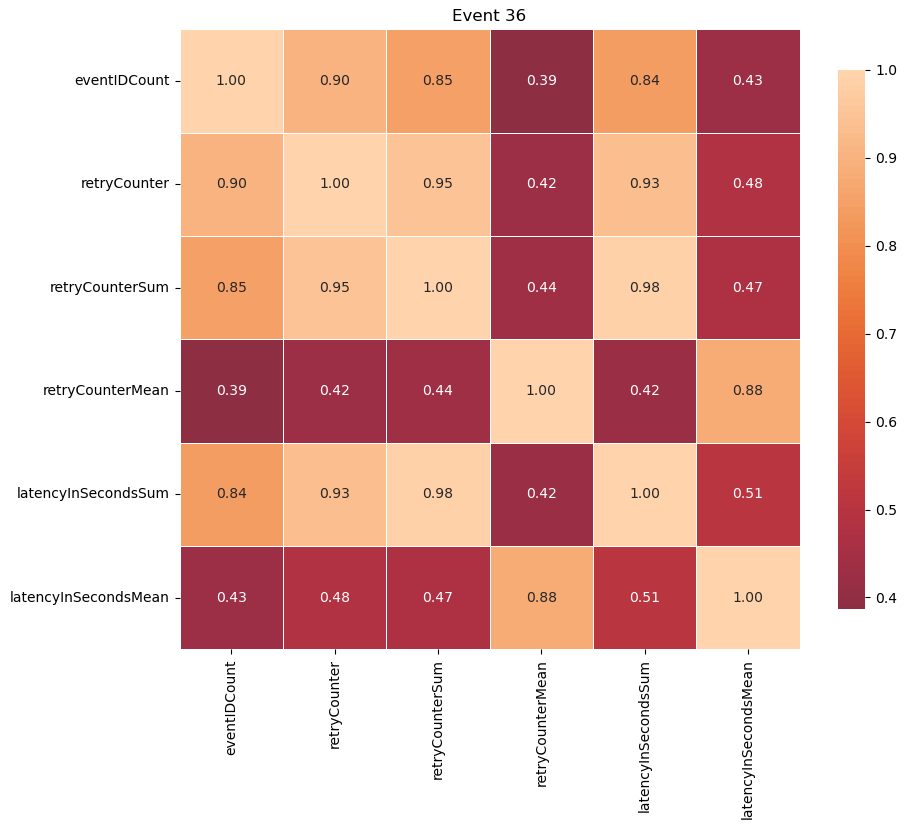 Event 36
eventIDCount 1.00 0.90 0.85 0.39 0.84 0.43
retryCounter 0.90 1.00 0.95 0.42 0.93 0.48
retryCounterSum 0.85 0.95 1.00 0.44 0.98 0.47
retryCounterMean 0.39 0.42 0.44 1.00 0.42 0.88
latencyInSecondsSum 0.84 0.93 0.98 0.42 1.00 0.51
latencyInSecondsMean 0.43 0.48 0.47 0.88 0.51 1.00
eventIDCount
retryCounter
retryCounterSum
retryCounterMean
latencyInSecondsSum
latencyInSecondsMean
1.0
0.9
0.8
0.7
0.6
0.5
0.4